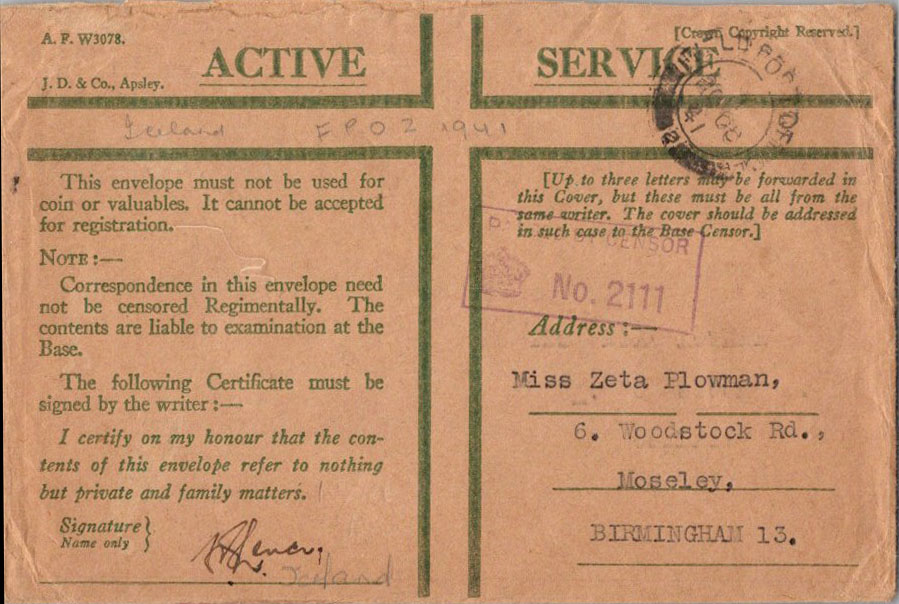 A. F. W3078.
[Crown Copyright Reserved.]
ACTIVE SERVICE
J. D. & Co., Apsley.
FIELD POST OFFICE
41
Iceland F P O 2 1941
This envelope must not be used for
coin or valuables. It cannot be accepted
for registration.
NOTE :—
Correspondence in this envelope need
not be censored Regimentally. The
contents are liable to examination at the
Base.
The following Certificate must be
signed by the writer :—
I certify on my honour that the con-
tents of this envelope refer to nothing
but private and family matters.
Signature
Name only
Iceland
[Up to three letters may be forwarded in
this Cover, but these must be all from the
same writer. The cover should be addressed
in such case to the Base Censor.]
CENSOR
No. 2111
Address :—
Miss Zeta Plowman,
6. Woodstock Rd.,
Moseley,
BIRMINGHAM 13.